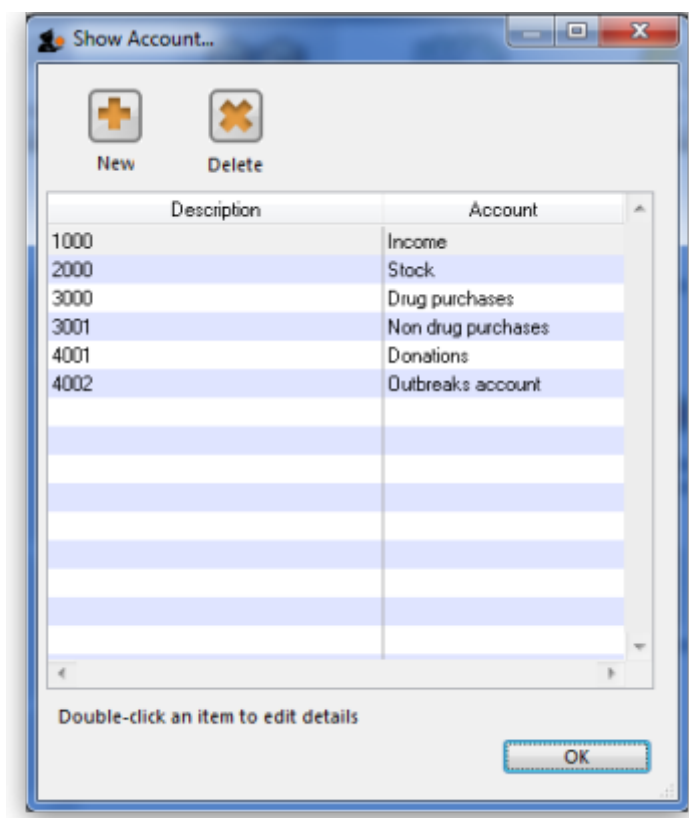 Show Account...
New Delete
Description Account
1000 Income
2000 Stock
3000 Drug purchases
3001 Non drug purchases
4001 Donations
4002 Outbreaks account
Double-click an item to edit details
OK